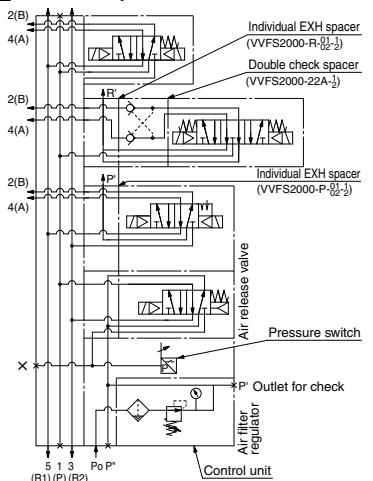 2(B)
4(A)
Individual EXH spacer
(VVFS2000-R-01/02-1/2)
Double check spacer
(VVFS2000-22A-1/2)
R'
2(B)
4(A)
Individual EXH spacer
(VVFS2000-P-01/02-1/2)
P'
2(B)
4(A)
Air release valve
Pressure switch
P
P' Outlet for check
Air filter
regulator
5 1 3 Po P"
(R1) (P) (R2)
Control unit